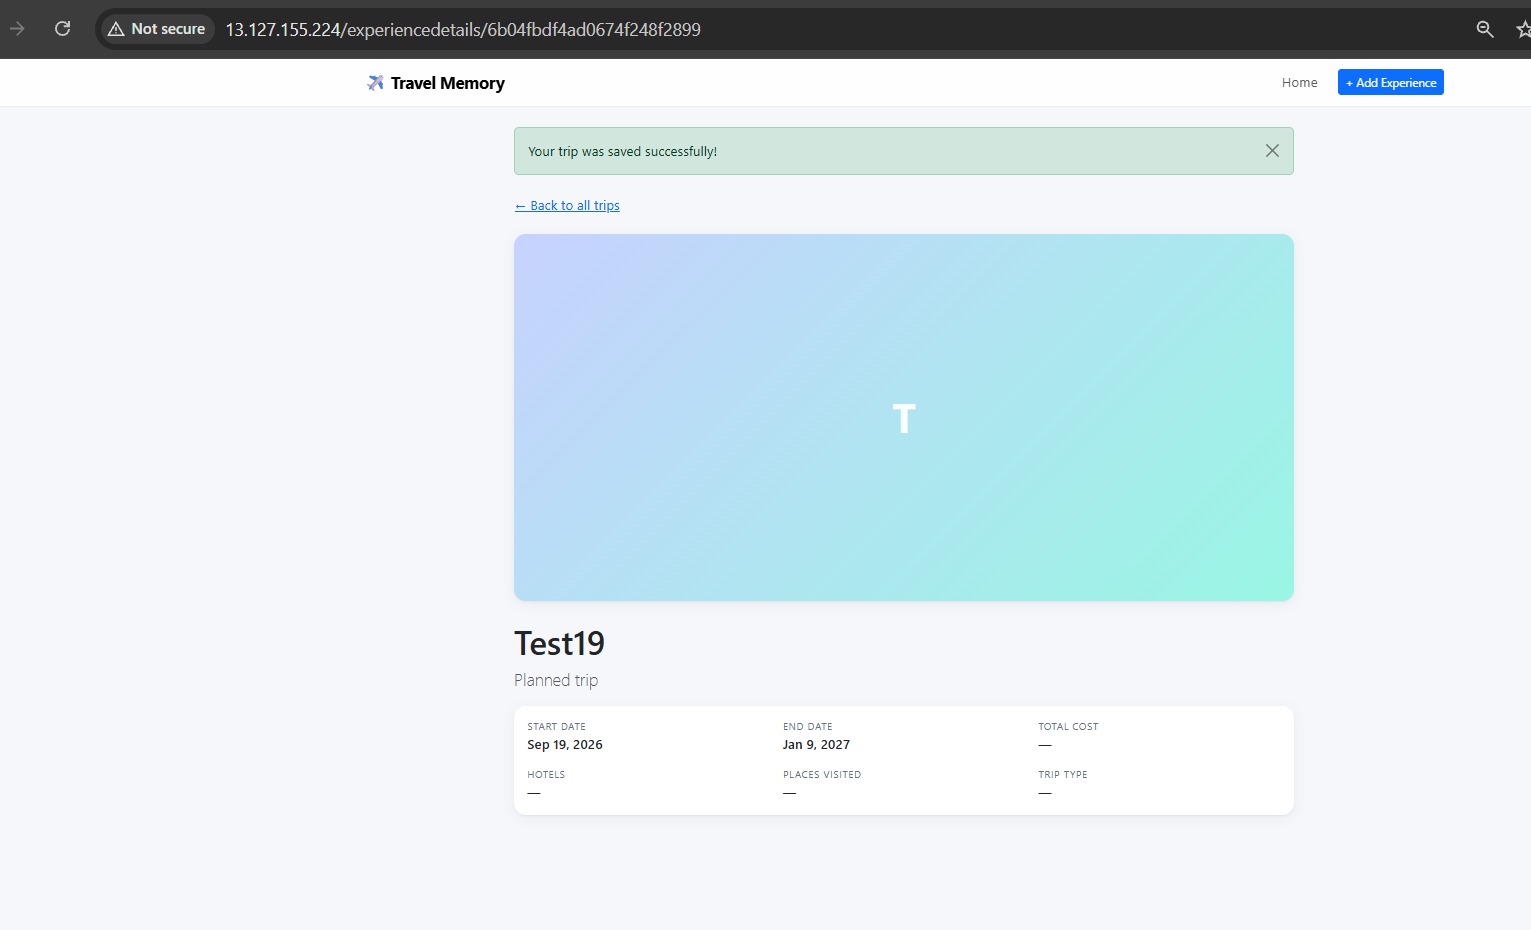 Not secure
13.127.155.224/experiencedetails/6b04fbdf4ad0674f248f2899
Travel Memory
Home
+ Add Experience
Your trip was saved successfully!
← Back to all trips
T
Test19
Planned trip
START DATE
Sep 19, 2026
END DATE
Jan 9, 2027
TOTAL COST
—
HOTELS
—
PLACES VISITED
—
TRIP TYPE
—